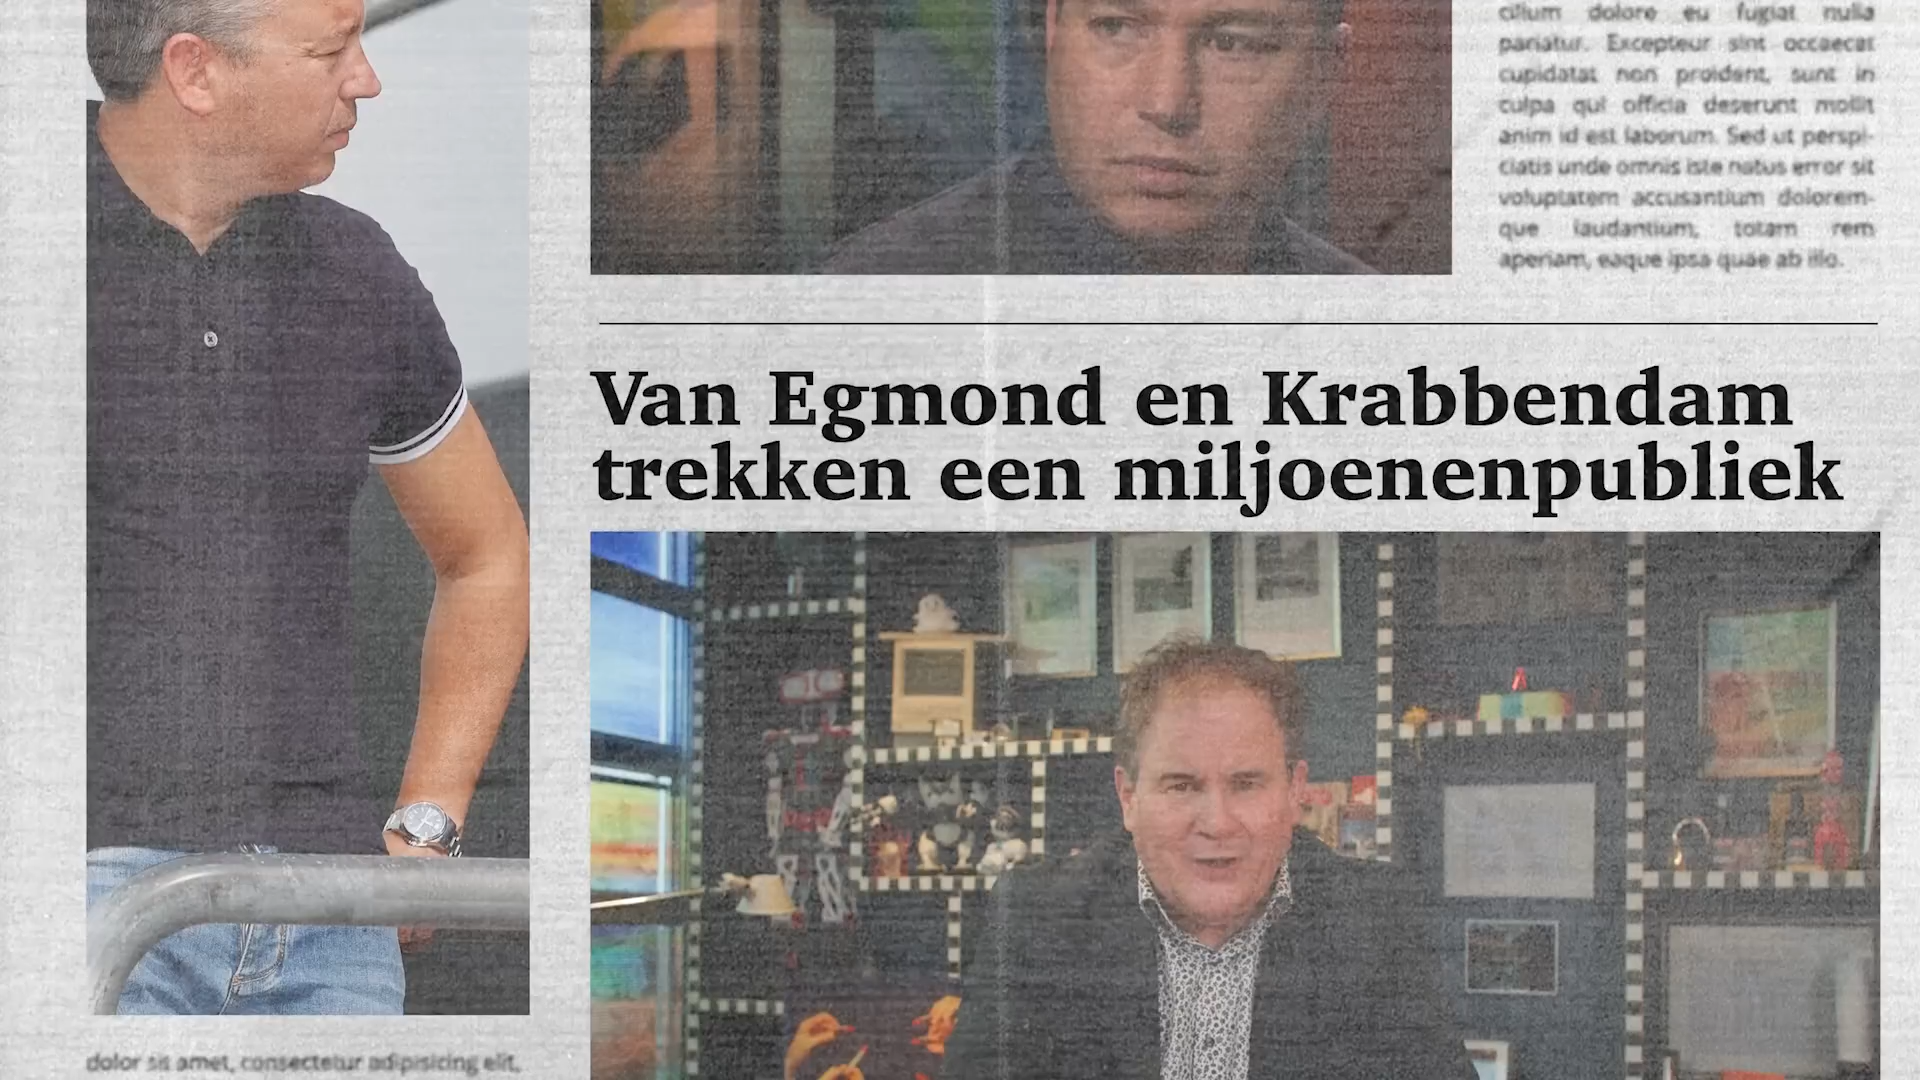 cillum dolore eu fugiat nulla
pariatur. Excepteur sint occaecat
cupidatat non proident, sunt in
culpa qui officia deserunt mollit
anim id est laborum. Sed ut perspi-
ciatis unde omnis iste natus error sit
voluptatem accusantium dolorem-
que laudantium, totam rem
aperiam, eaque ipsa quae ab illo.
Van Egmond en Krabbendam
trekken een miljoenenpubliek
dolor sis amet, consectetur adipisicing elit,